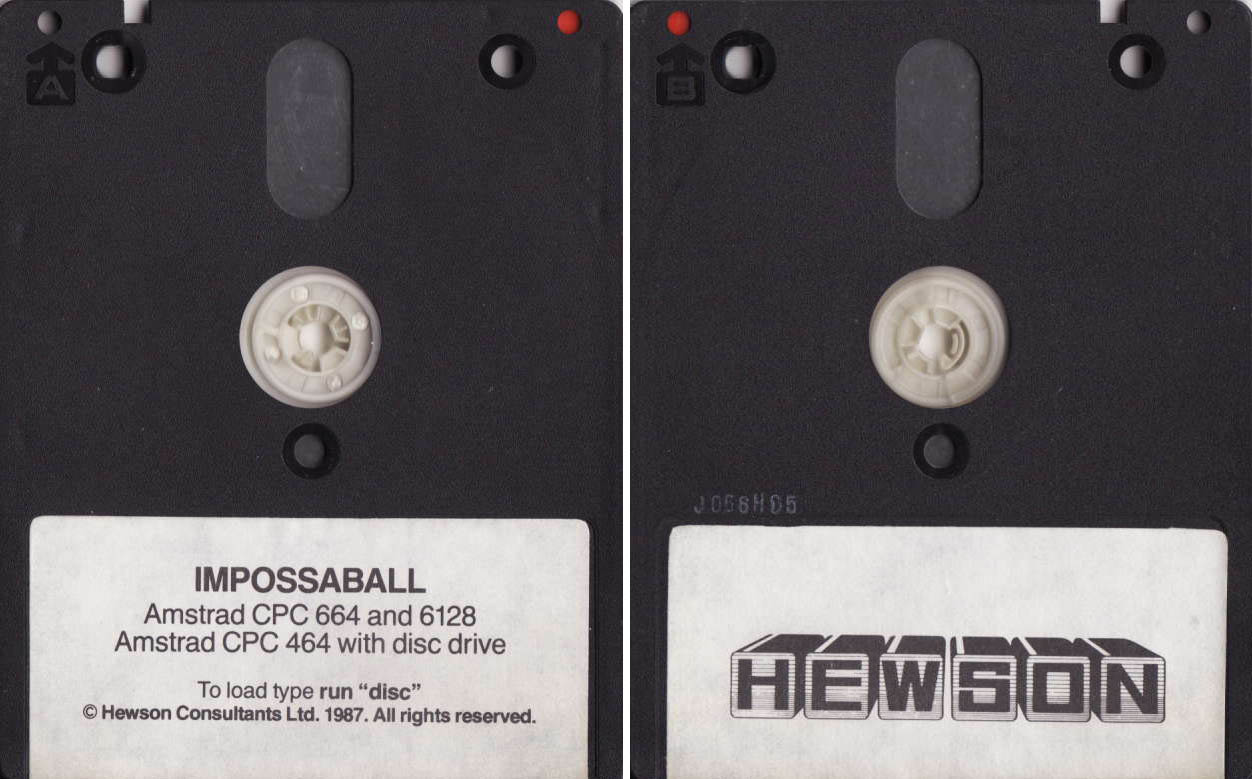 A
IMPOSSABALL
Amstrad CPC 664 and 6128
Amstrad CPC 464 with disc drive
To load type run “disc”
© Hewson Consultants Ltd. 1987. All rights reserved.
B
J058H05
HEWSON